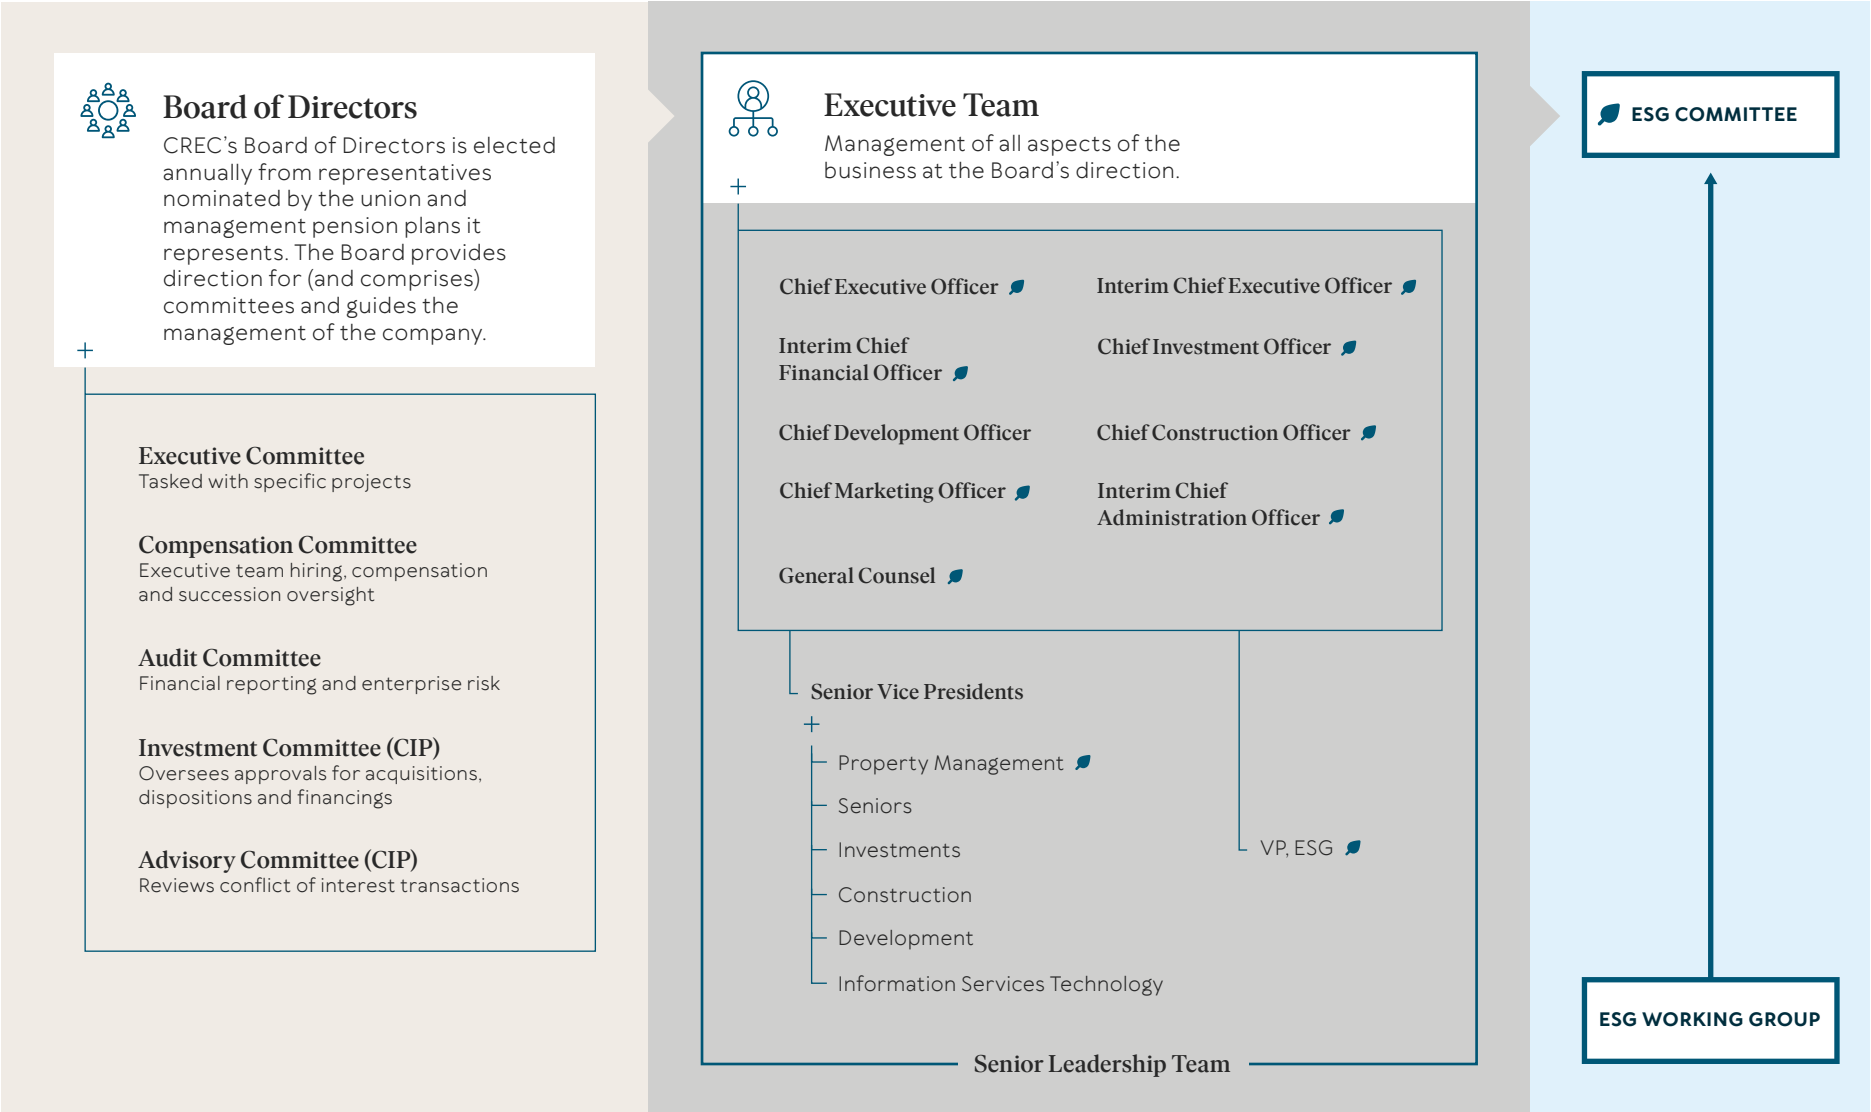 Board of Directors
CREC’s Board of Directors is elected
annually from representatives
nominated by the union and
management pension plans it
represents. The Board provides
direction for (and comprises)
committees and guides the
management of the company.
Executive Committee
Tasked with specific projects
Compensation Committee
Executive team hiring, compensation
and succession oversight
Audit Committee
Financial reporting and enterprise risk
Investment Committee (CIP)
Oversees approvals for acquisitions,
dispositions and financings
Advisory Committee (CIP)
Reviews conflict of interest transactions
Executive Team
Management of all aspects of the
business at the Board’s direction.
Chief Executive Officer
Interim Chief Executive Officer
Interim Chief
Financial Officer
Chief Investment Officer
Chief Development Officer
Chief Construction Officer
Chief Marketing Officer
Interim Chief
Administration Officer
General Counsel
Senior Vice Presidents
Property Management
Seniors
Investments
Construction
Development
Information Services Technology
VP, ESG
Senior Leadership Team
ESG COMMITTEE
ESG WORKING GROUP